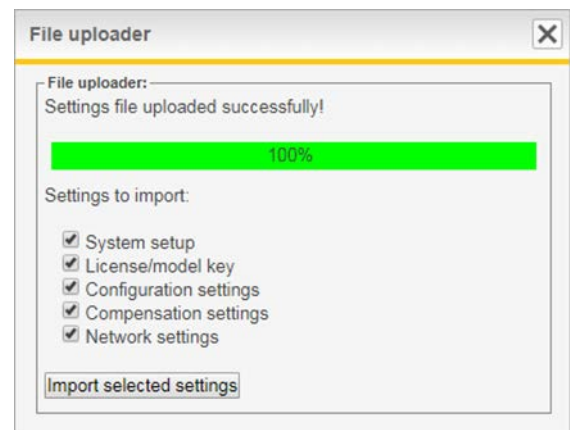 File uploader
File uploader:
Settings file uploaded successfully!
100%
Settings to import:
System setup
License/model key
Configuration settings
Compensation settings
Network settings
Import selected settings